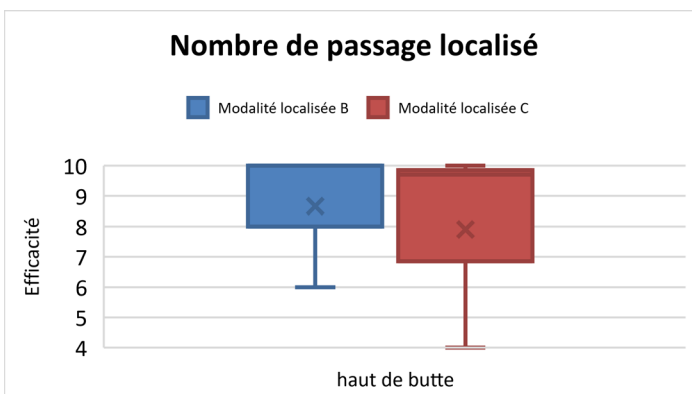 Nombre de passage localisé
Modalité localisée B Modalité localisée C
10
9
8
7
6
5
4
Efficacité
haut de butte